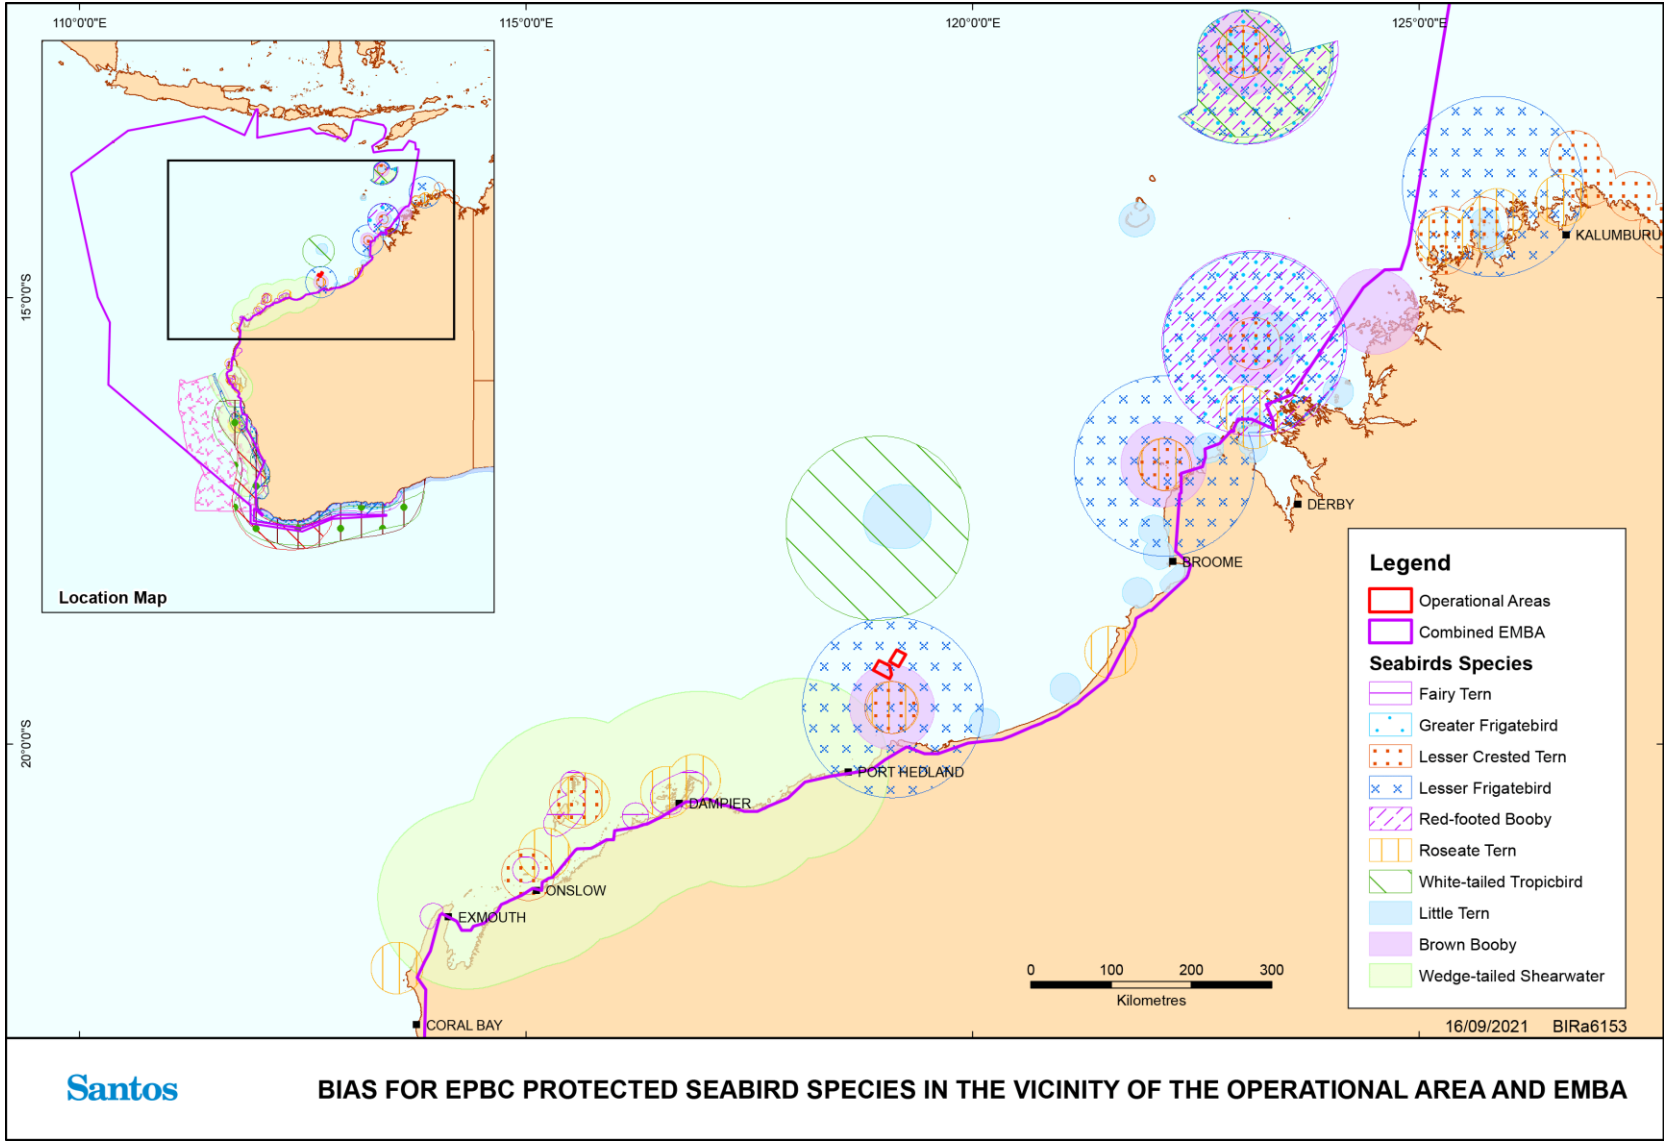 110°0'0"E
115°0'0"E
120°0'0"E
125°0'0"E
15°0'0"S
20°0'0"S
Location Map
KALUMBURU
DERBY
BROOME
PORT HEDLAND
DAMPIER
ONSLOW
EXMOUTH
CORAL BAY
Legend
Operational Areas
Combined EMBA
Seabirds Species
Fairy Tern
Greater Frigatebird
Lesser Crested Tern
Lesser Frigatebird
Red-footed Booby
Roseate Tern
White-tailed Tropicbird
Little Tern
Brown Booby
Wedge-tailed Shearwater
0 100 200 300
Kilometres
16/09/2021 BIRa6153
Santos
BIAS FOR EPBC PROTECTED SEABIRD SPECIES IN THE VICINITY OF THE OPERATIONAL AREA AND EMBA